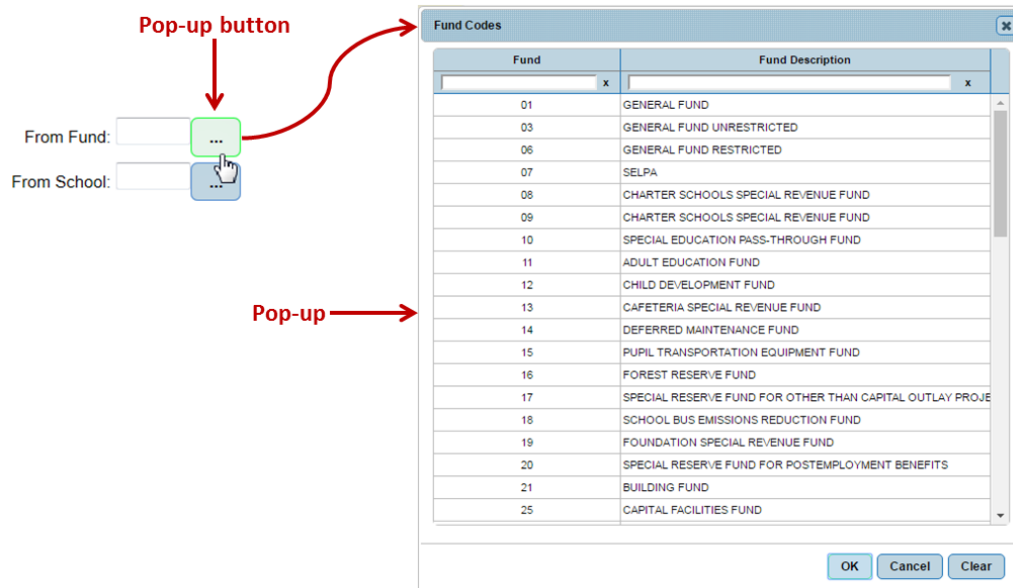 Pop-up button
From Fund: ...
From School: ...
Pop-up
Fund Codes x
Fund Fund Description
x x
01 GENERAL FUND
03 GENERAL FUND UNRESTRICTED
06 GENERAL FUND RESTRICTED
07 SELPA
08 CHARTER SCHOOLS SPECIAL REVENUE FUND
09 CHARTER SCHOOLS SPECIAL REVENUE FUND
10 SPECIAL EDUCATION PASS-THROUGH FUND
11 ADULT EDUCATION FUND
12 CHILD DEVELOPMENT FUND
13 CAFETERIA SPECIAL REVENUE FUND
14 DEFERRED MAINTENANCE FUND
15 PUPIL TRANSPORTATION EQUIPMENT FUND
16 FOREST RESERVE FUND
17 SPECIAL RESERVE FUND FOR OTHER THAN CAPITAL OUTLAY PROJE
18 SCHOOL BUS EMISSIONS REDUCTION FUND
19 FOUNDATION SPECIAL REVENUE FUND
20 SPECIAL RESERVE FUND FOR POSTEMPLOYMENT BENEFITS
21 BUILDING FUND
25 CAPITAL FACILITIES FUND
OK Cancel Clear